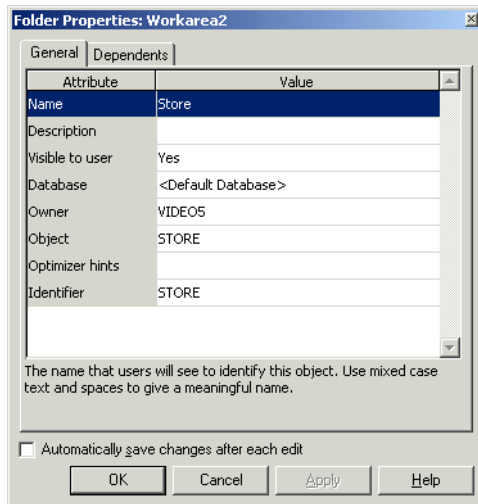 Folder Properties: Workarea2
General Dependents
Attribute Value
Name Store
Description
Visible to user Yes
Database <Default Database>
Owner VIDEO5
Object STORE
Optimizer hints
Identifier STORE
The name that users will see to identify this object. Use mixed case
text and spaces to give a meaningful name.
Automatically save changes after each edit
OK Cancel Apply Help